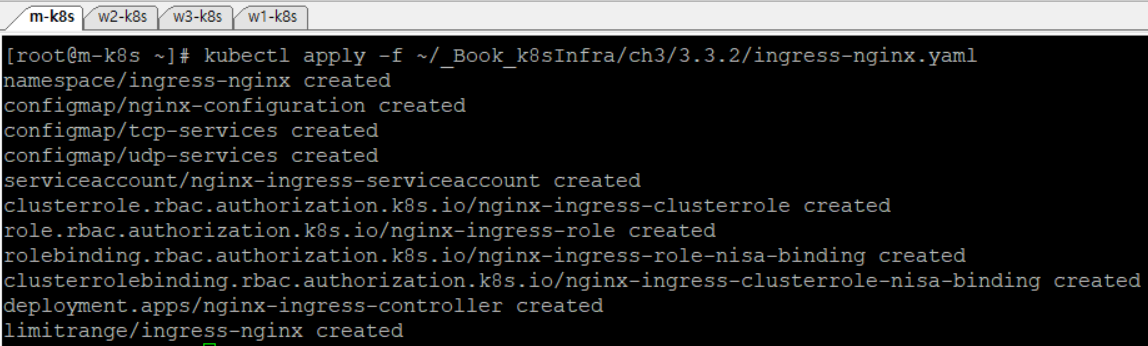 m-k8s w2-k8s w3-k8s w1-k8s
[root@m-k8s ~]# kubectl apply -f ~/_Book_k8sInfra/ch3/3.3.2/ingress-nginx.yaml
namespace/ingress-nginx created
configmap/nginx-configuration created
configmap/tcp-services created
configmap/udp-services created
serviceaccount/nginx-ingress-serviceaccount created
clusterrole.rbac.authorization.k8s.io/nginx-ingress-clusterrole created
role.rbac.authorization.k8s.io/nginx-ingress-role created
rolebinding.rbac.authorization.k8s.io/nginx-ingress-role-nisa-binding created
clusterrolebinding.rbac.authorization.k8s.io/nginx-ingress-clusterrole-nisa-binding created
deployment.apps/nginx-ingress-controller created
limitrange/ingress-nginx created